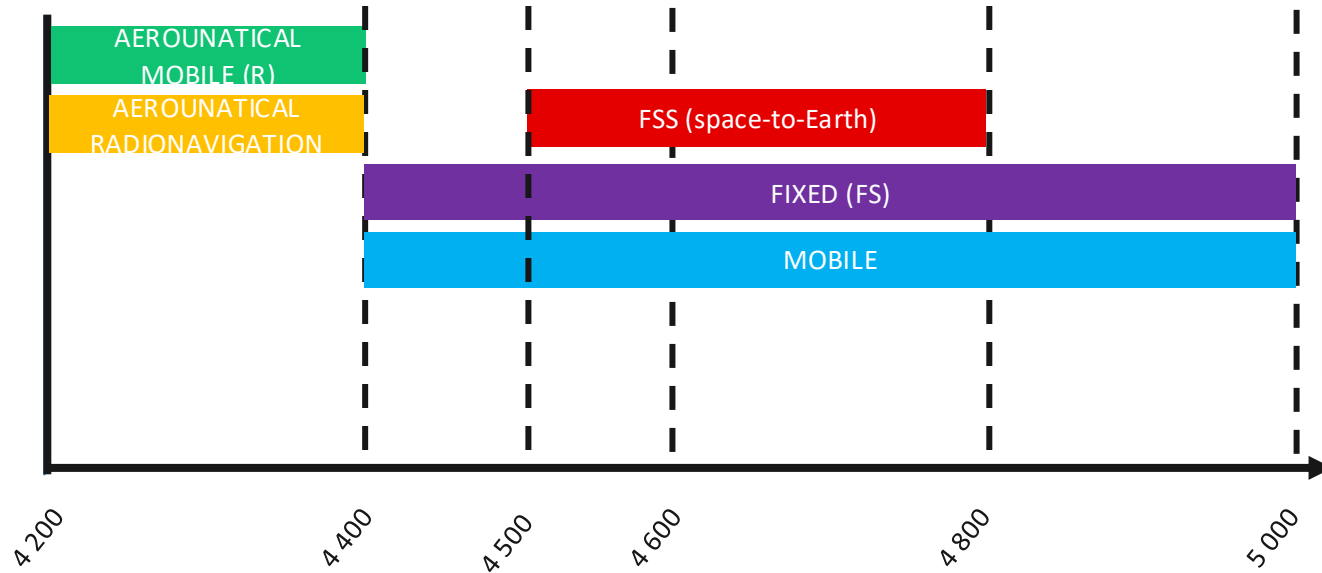 AEROUNATICAL
MOBILE (R)
AEROUNATICAL
RADIONAVIGATION
FSS (space-to-Earth)
FIXED (FS)
MOBILE
4 200
4 400
4 500
4 600
4 800
5 000